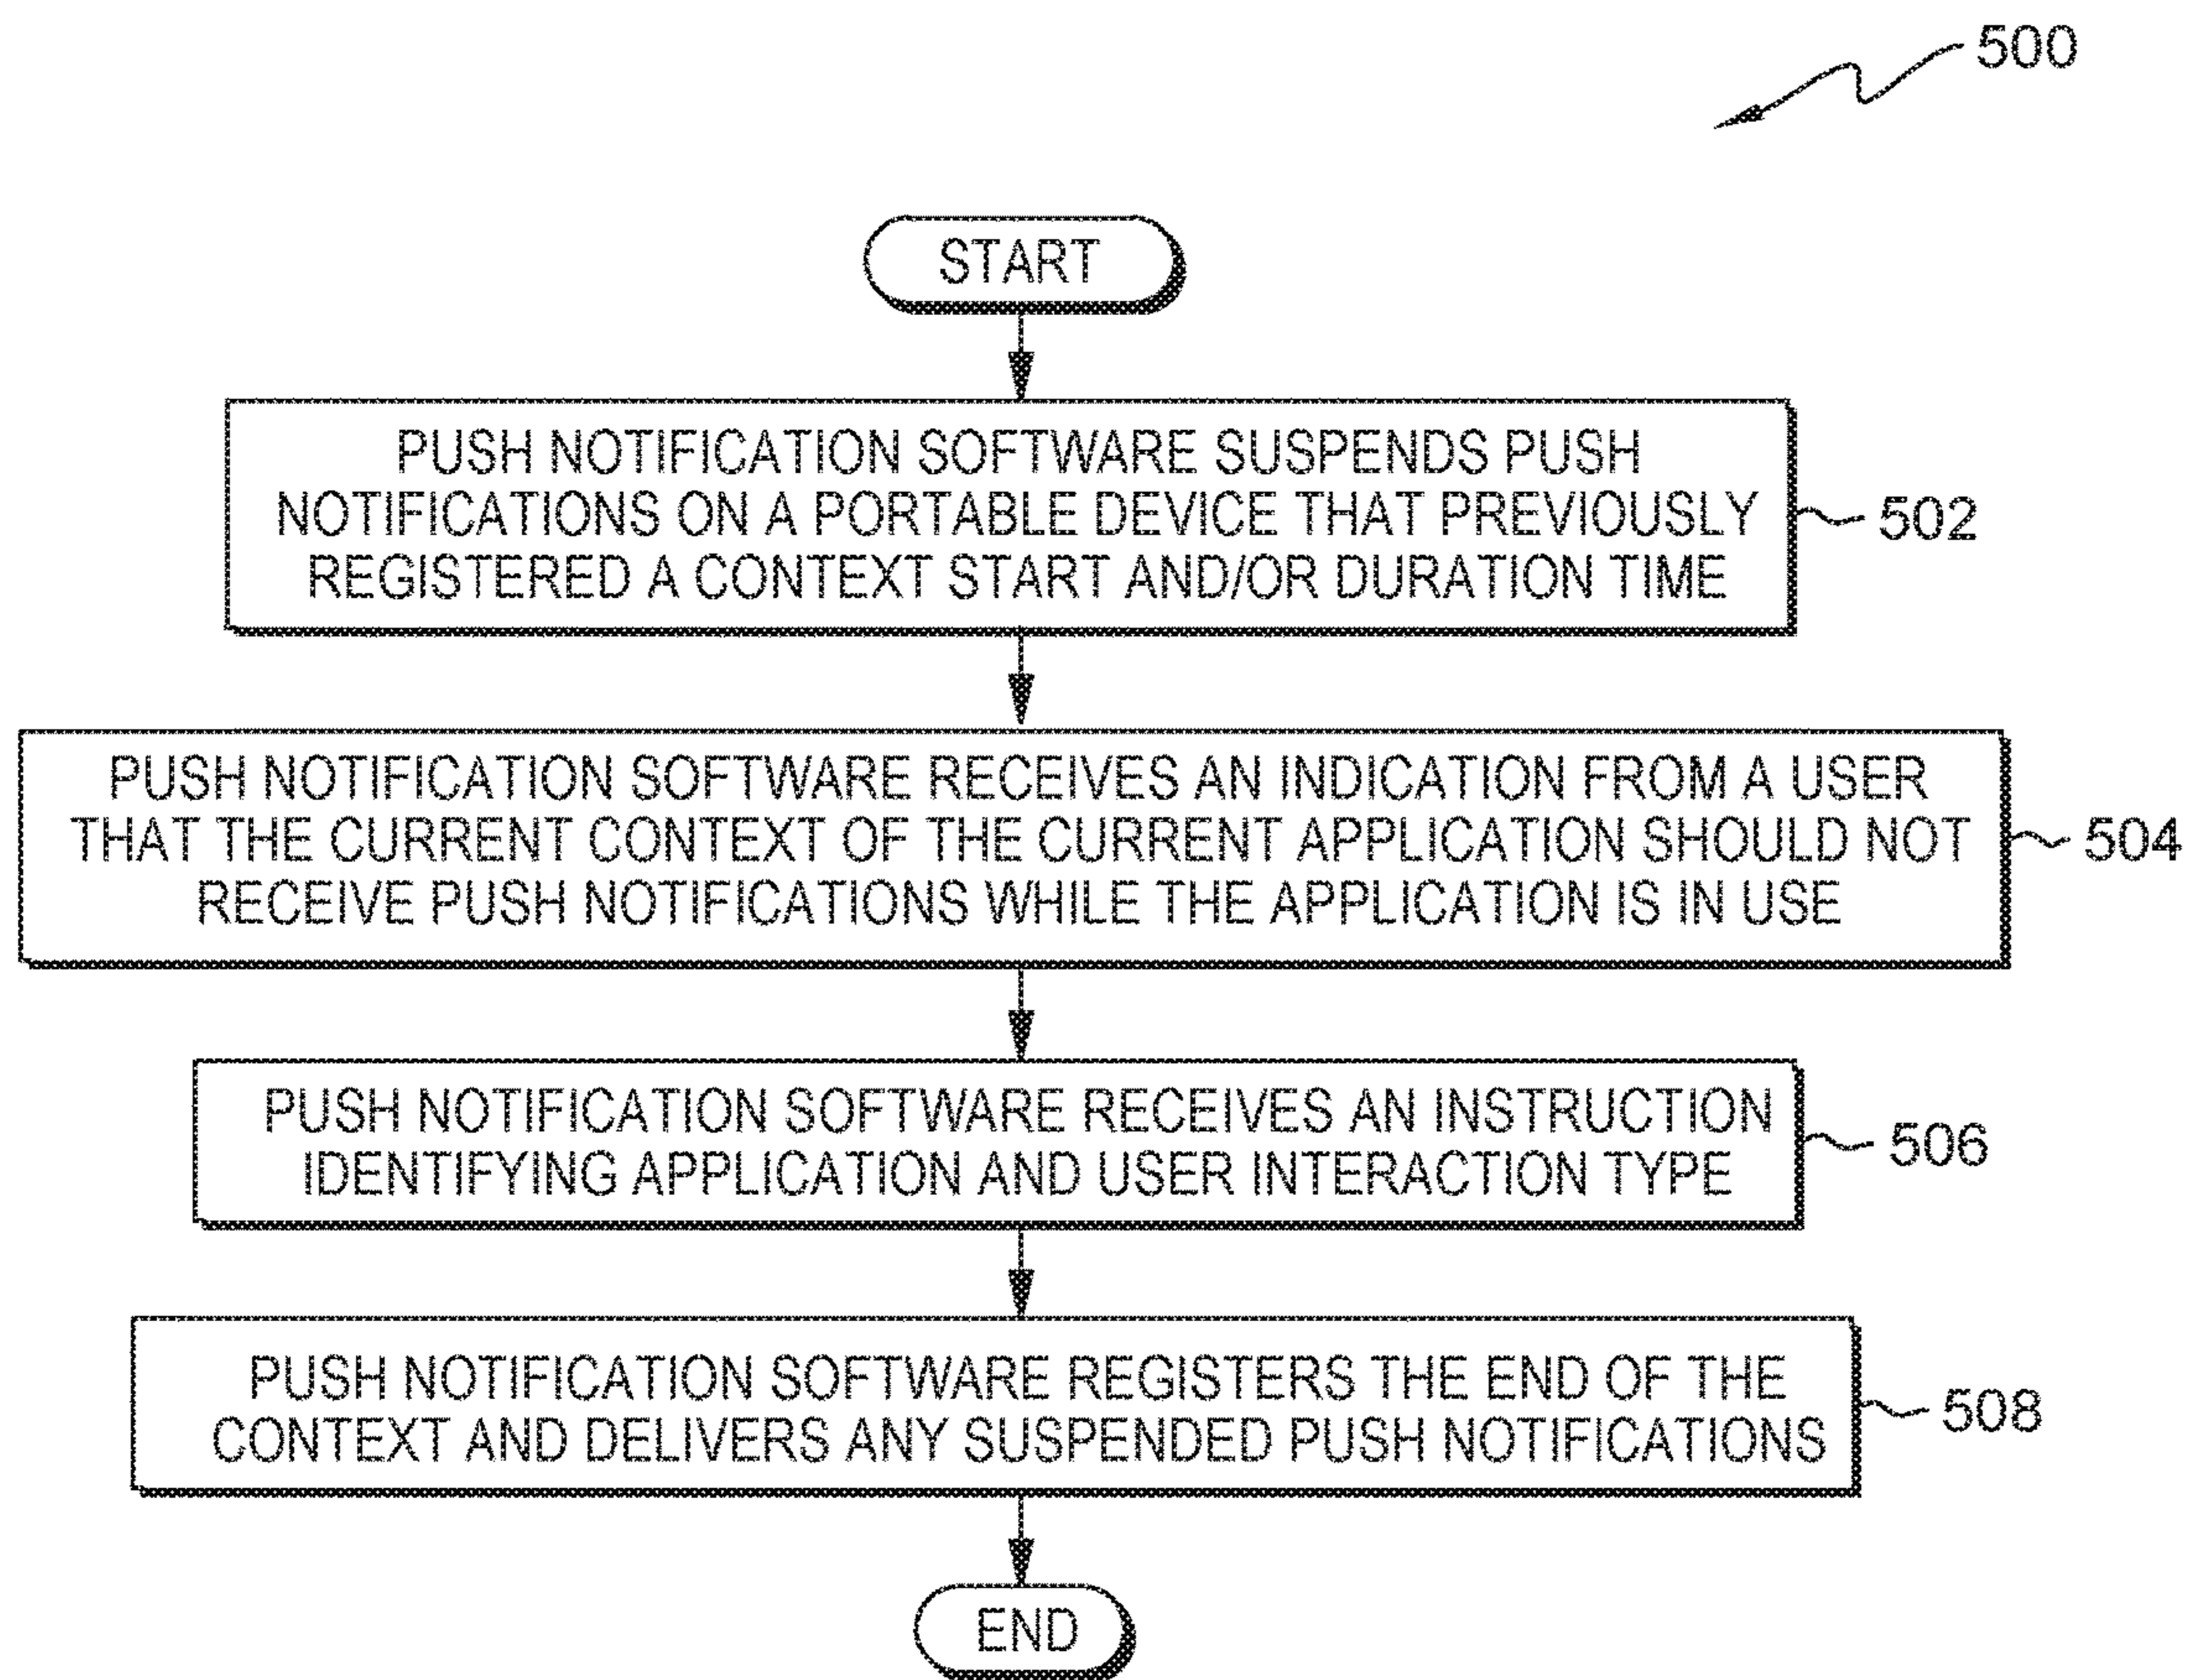 500
START
PUSH NOTIFICATION SOFTWARE SUSPENDS PUSH
NOTIFICATIONS ON A PORTABLE DEVICE THAT PREVIOUSLY
REGISTERED A CONTEXT START AND/OR DURATION TIME
502
PUSH NOTIFICATION SOFTWARE RECEIVES AN INDICATION FROM A USER
THAT THE CURRENT CONTEXT OF THE CURRENT APPLICATION SHOULD NOT
RECEIVE PUSH NOTIFICATIONS WHILE THE APPLICATION IS IN USE
504
PUSH NOTIFICATION SOFTWARE RECEIVES AN INSTRUCTION
IDENTIFYING APPLICATION AND USER INTERACTION TYPE
506
PUSH NOTIFICATION SOFTWARE REGISTERS THE END OF THE
CONTEXT AND DELIVERS ANY SUSPENDED PUSH NOTIFICATIONS
508
END